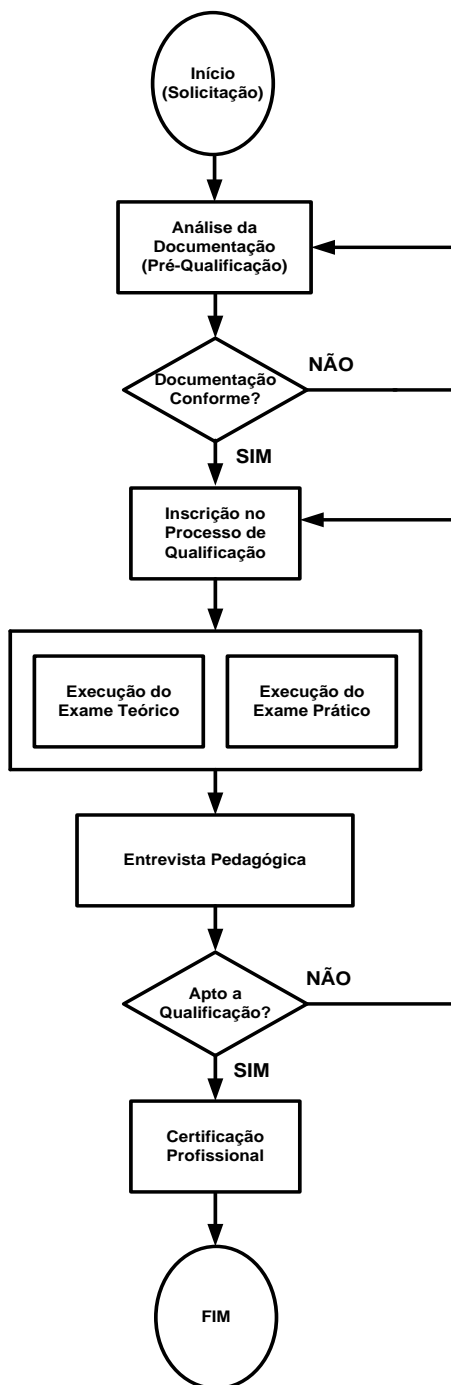 Início
(Solicitação)
Análise da
Documentação
(Pré-Qualificação)
Documentação
Conforme?
NÃO
SIM
Inscrição no
Processo de
Qualificação
Execução do
Exame Teórico
Execução do
Exame Prático
Entrevista Pedagógica
Apto a
Qualificação?
NÃO
SIM
Certificação
Profissional
FIM